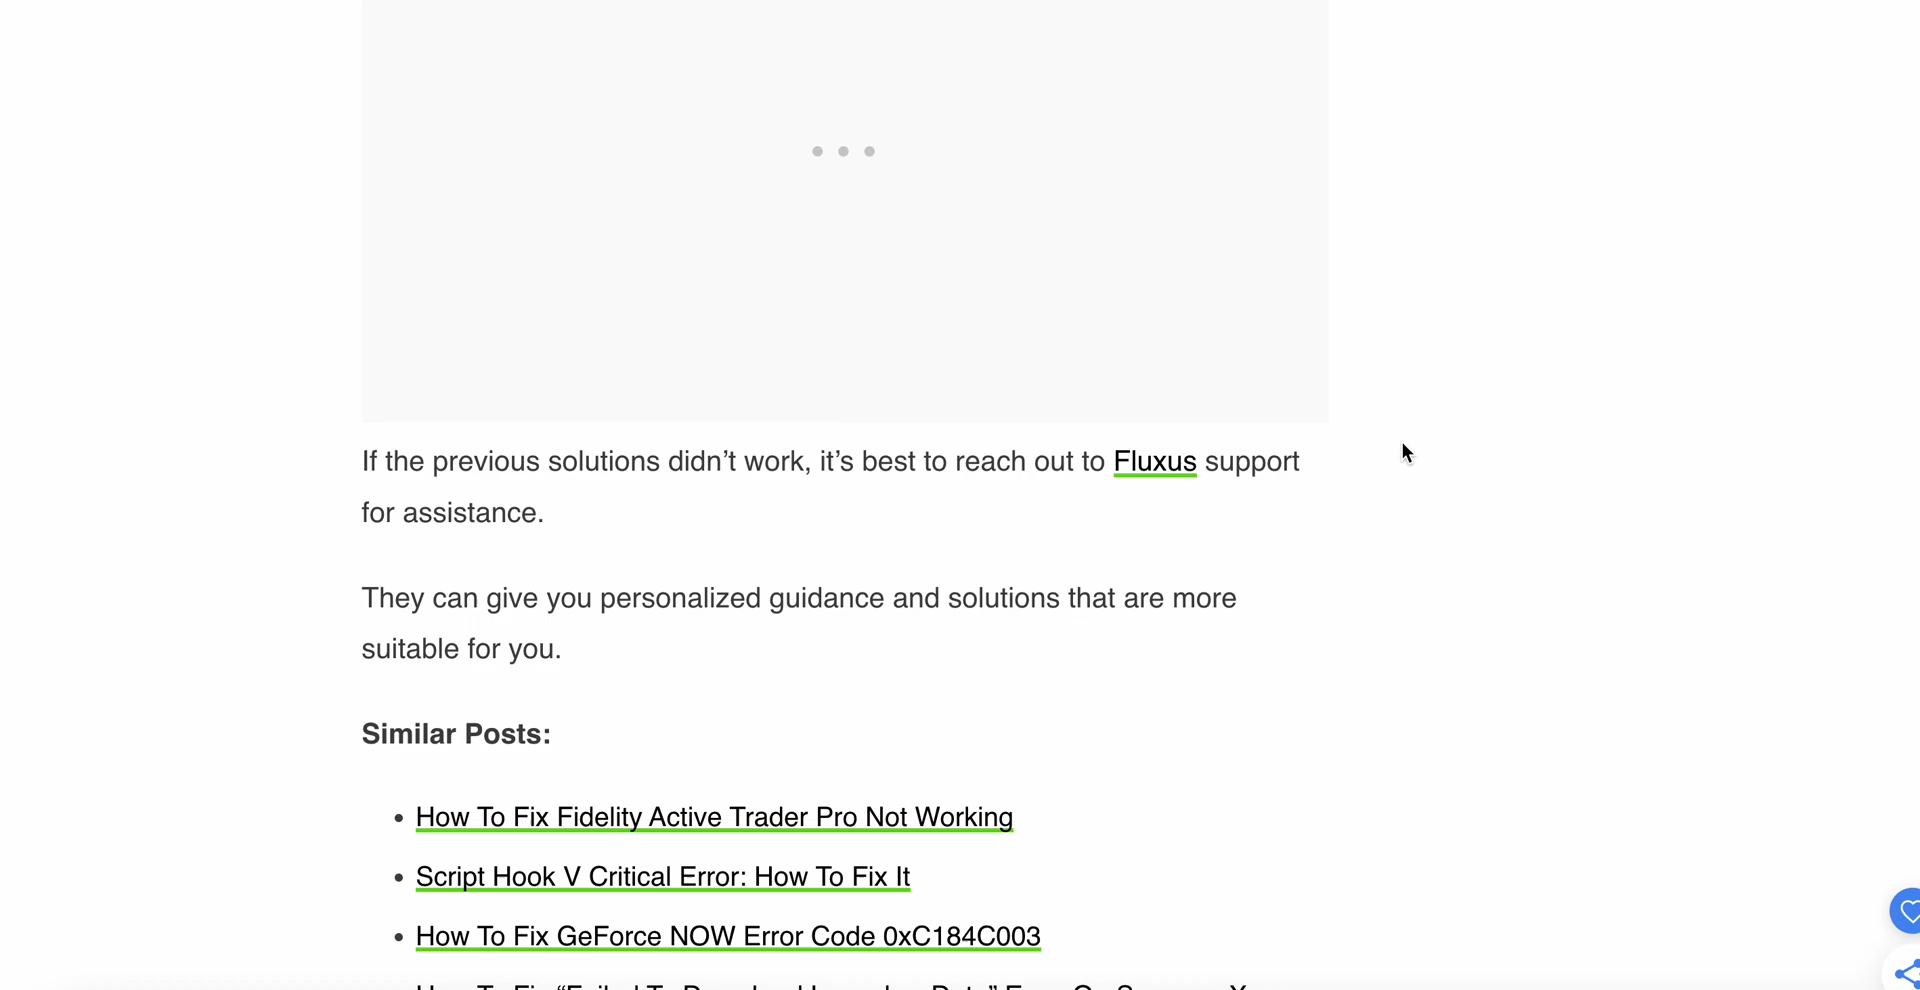 If the previous solutions didn’t work, it’s best to reach out to Fluxus support
for assistance.
They can give you personalized guidance and solutions that are more
suitable for you.
Similar Posts:
How To Fix Fidelity Active Trader Pro Not Working
Script Hook V Critical Error: How To Fix It
How To Fix GeForce NOW Error Code 0xC184C003